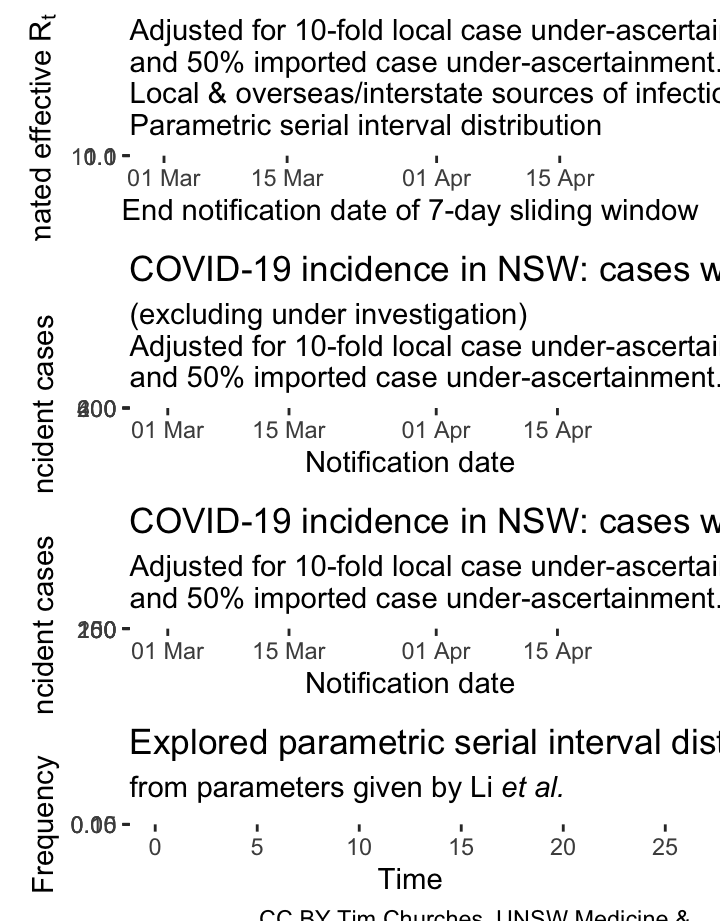 nated effective Rt
Adjusted for 10-fold local case under-ascertai
and 50% imported case under-ascertainment.
Local & overseas/interstate sources of infectio
Parametric serial interval distribution
01 Mar 15 Mar 01 Apr 15 Apr
End notification date of 7-day sliding window
COVID-19 incidence in NSW: cases w
(excluding under investigation)
Adjusted for 10-fold local case under-ascertai
and 50% imported case under-ascertainment.
ncident cases
01 Mar 15 Mar 01 Apr 15 Apr
Notification date
COVID-19 incidence in NSW: cases w
Adjusted for 10-fold local case under-ascertai
and 50% imported case under-ascertainment.
ncident cases
01 Mar 15 Mar 01 Apr 15 Apr
Notification date
Explored parametric serial interval dist
from parameters given by Li et al.
Frequency
0 5 10 15 20 25
Time
CC BY Tim Churches, UNSW Medicine &